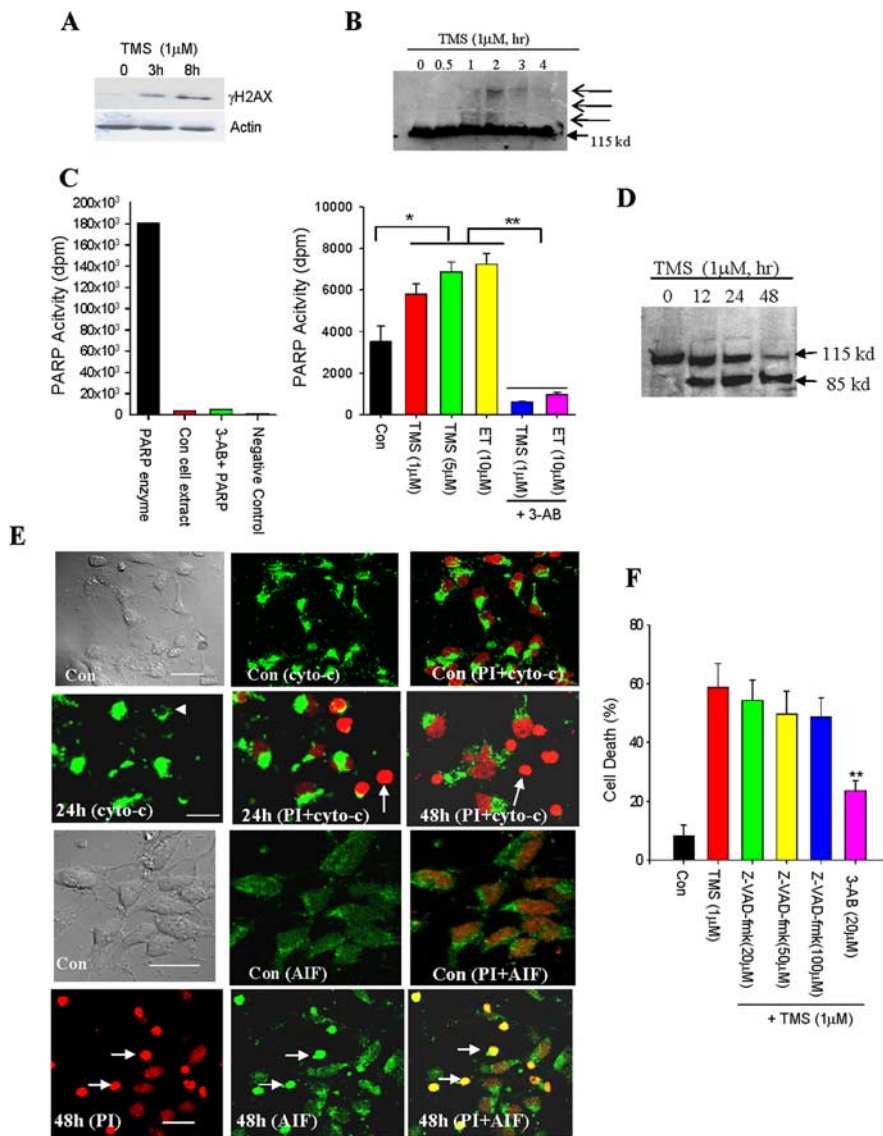 A
TMS (1µM)
0 3h 8h
γH2AX
Actin
B
TMS (1µM, hr)
0 0.5 1 2 3 4
115 kd
C
PARP Acitvity (dpm)
200x10³
180x10³
160x10³
140x10³
120x10³
100x10³
80x10³
60x10³
40x10³
20x10³
0
PARP enzyme
Con cell extract
3-AB+ PARP
Negative Control
PARP Acitvity (dpm)
10000
8000
6000
4000
2000
0
*
**
Con
TMS (1µM)
TMS (5µM)
ET (10µM)
TMS (1µM)
ET (10µM)
+ 3-AB
D
TMS (1µM, hr)
0 12 24 48
115 kd
85 kd
E
Con
Con (cyto-c)
Con (PI+cyto-c)
24h (cyto-c)
24h (PI+cyto-c)
48h (PI+cyto-c)
Con
Con (AIF)
Con (PI+AIF)
48h (PI)
48h (AIF)
48h (PI+AIF)
F
Cell Death (%)
80
60
40
20
0
**
Con
TMS (1µM)
Z-VAD-fmk(20µM)
Z-VAD-fmk(50µM)
Z-VAD-fmk(100µM)
3-AB (20µM)
+ TMS (1µM)